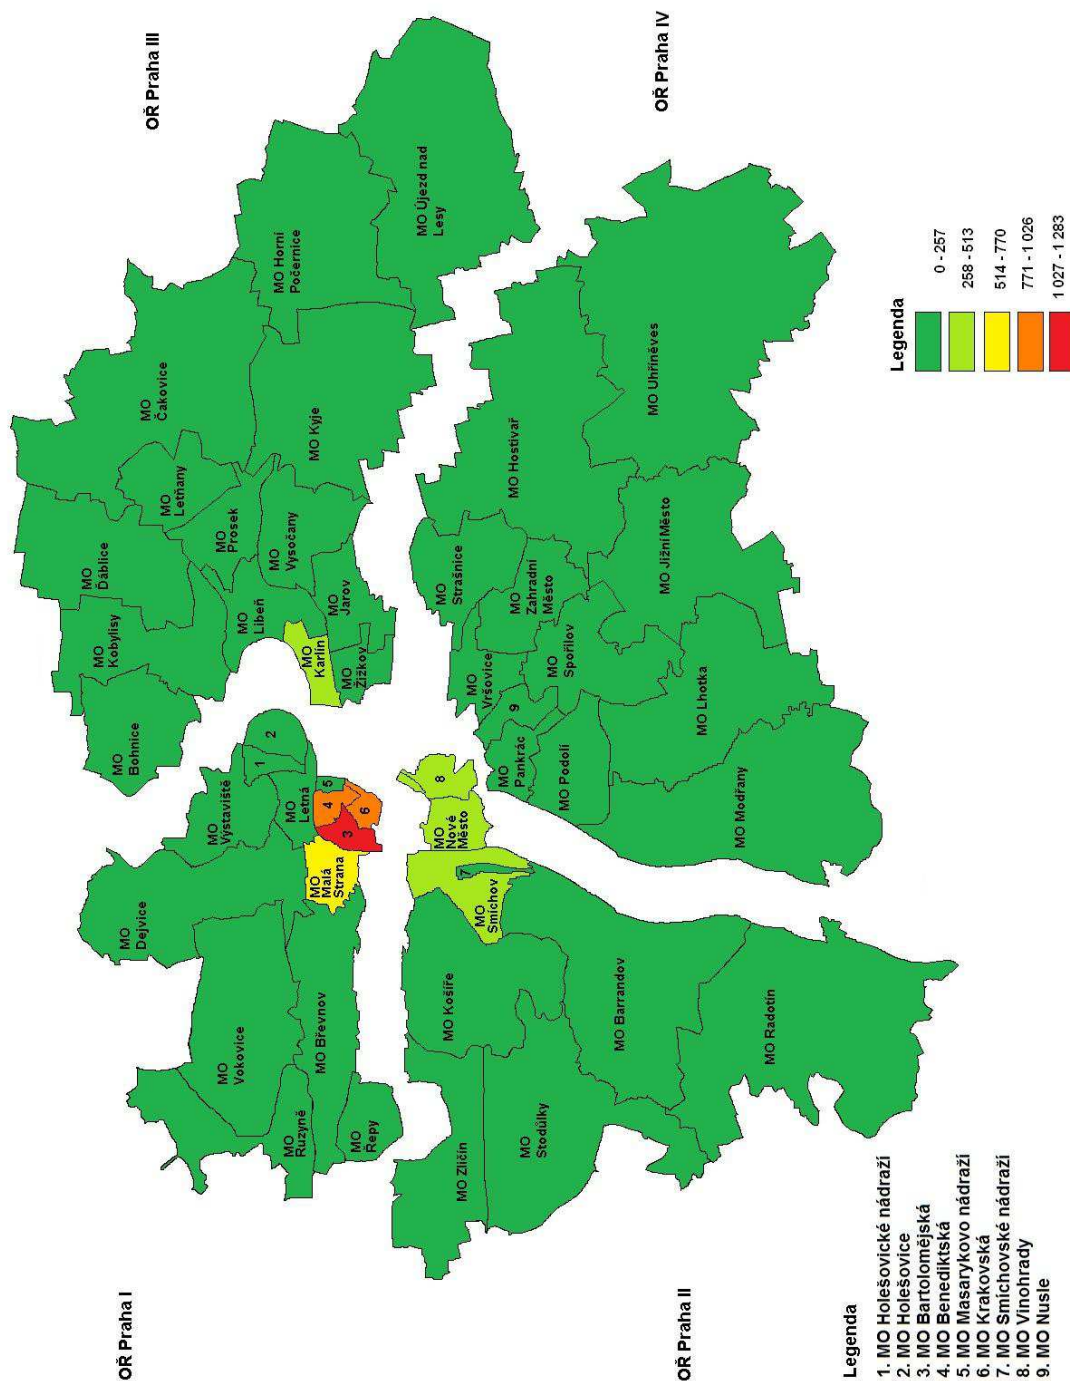 OŘ Praha I
OŘ Praha III
MO
Ruzyně
MO
Řepy
MO
Vokovice
MO Břevnov
MO
Dejvice
MO
Malá
Strana
MO
Výstaviště
MO
Letná
1
2
3
4
5
6
MO
Bohnice
MO
Kobylisy
MO
Ďáblice
MO
Čakovice
MO
Letňany
MO
Prosek
MO
Libeň
MO
Vysočany
MO
Karlín
MO
Jarov
MO
Žižkov
MO Kyje
MO Horní
Počernice
MO Újezd nad
Lesy
MO Zličín
MO
Stodůlky
MO Košíře
MO
Smíchov
7
MO Barrandov
MO Radotín
MO
Nové
Město
8
MO
Vršovice
9
MO
Pankrác
MO Podolí
MO
Strašnice
MO
Zahradní
Město
MO
Spořilov
MO Hostivař
MO Uhříněves
MO Jižní Město
MO Lhotka
MO Modřany
OŘ Praha II
OŘ Praha IV
Legenda
1. MO Holešovické nádraží
2. MO Holešovice
3. MO Bartolomějská
4. MO Benediktská
5. MO Masarykovo nádraží
6. MO Krakovská
7. MO Smíchovské nádraží
8. MO Vinohrady
9. MO Nusle
Legenda
0 - 257
258 - 513
514 - 770
771 - 1 026
1 027 - 1 283